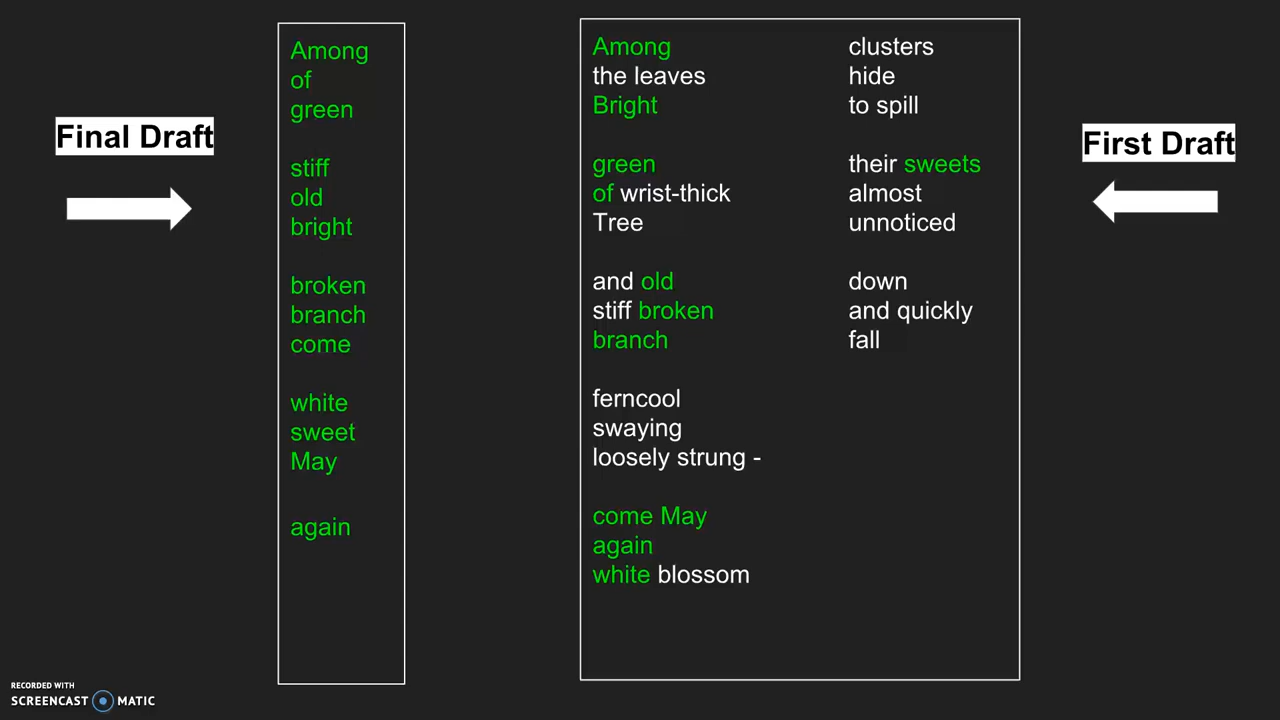 Final Draft
Among
of
green
stiff
old
bright
broken
branch
come
white
sweet
May
again
Among
the leaves
Bright
green
of wrist-thick
Tree
and old
stiff broken
branch
ferncool
swaying
loosely strung -
come May
again
white blossom
clusters
hide
to spill
their sweets
almost
unnoticed
down
and quickly
fall
First Draft
RECORDED WITH
SCREENCAST MATIC